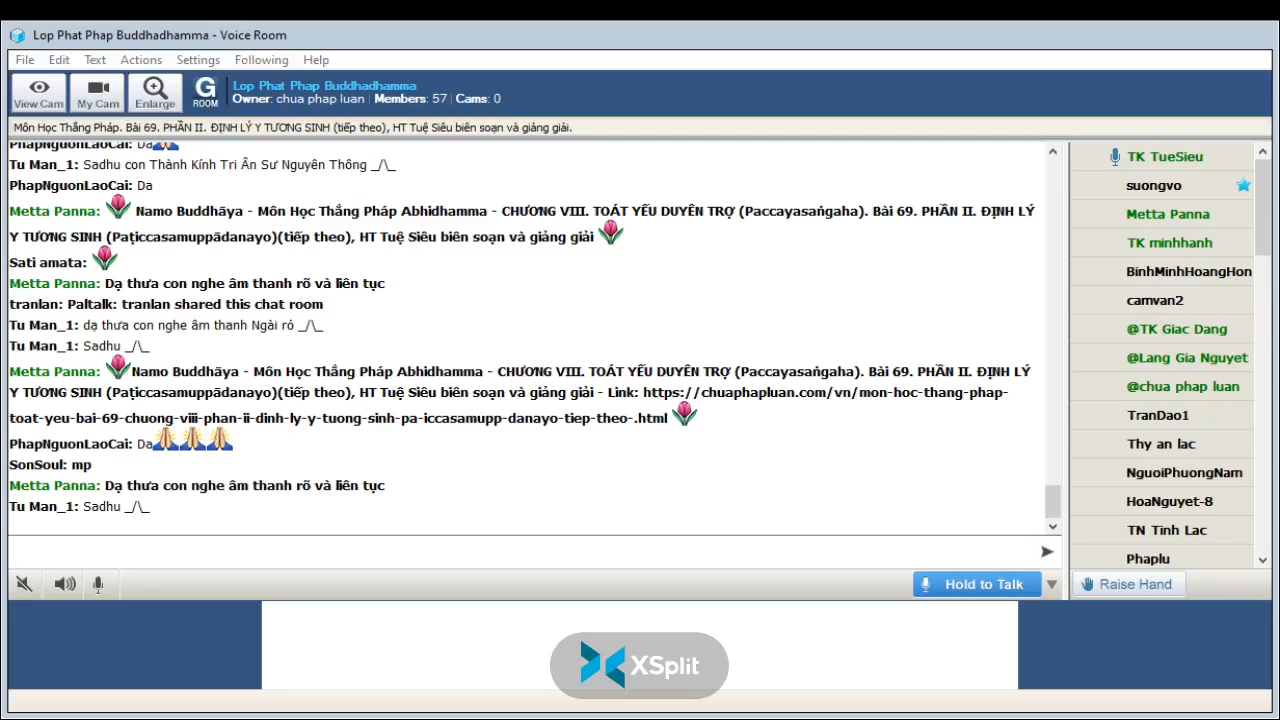 Lop Phat Phap Buddhadhamma - Voice Room
File Edit Text Actions Settings Following Help
View Cam My Cam Enlarge G ROOM
Lop Phat Phap Buddhadhamma
Owner: chua phap luan | Members: 57 | Cams: 0
Môn Học Thắng Pháp. Bài 69. PHẦN II. ĐỊNH LÝ Y TƯƠNG SINH (tiếp theo), HT Tuệ Siêu biên soạn và giảng giải.
PhapNguonLaoCai: Da
Tu Man_1: Sadhu con Thành Kính Tri Ân Sư Nguyên Thông _/\_
PhapNguonLaoCai: Da
Metta Panna: Namo Buddhāya - Môn Học Thắng Pháp Abhidhamma - CHƯƠNG VIII. TOÁT YẾU DUYÊN TRỢ (Paccayasaṅgaha). Bài 69. PHẦN II. ĐỊNH LÝ
Y TƯƠNG SINH (Paṭiccasamuppādanayo)(tiếp theo), HT Tuệ Siêu biên soạn và giảng giải
Sati amata:
Metta Panna: Dạ thưa con nghe âm thanh rõ và liên tục
tranlan: Paltalk: tranlan shared this chat room
Tu Man_1: dạ thưa con nghe âm thanh Ngài rỏ _/\_
Tu Man_1: Sadhu _/\_
Metta Panna: Namo Buddhāya - Môn Học Thắng Pháp Abhidhamma - CHƯƠNG VIII. TOÁT YẾU DUYÊN TRỢ (Paccayasaṅgaha). Bài 69. PHẦN II. ĐỊNH LÝ
Y TƯƠNG SINH (Paṭiccasamuppādanayo)(tiếp theo), HT Tuệ Siêu biên soạn và giảng giải - Link: https://chuaphapluan.com/vn/mon-hoc-thang-phap-
toat-yeu-bai-69-chuong-viii-phan-ii-dinh-ly-y-tuong-sinh-pa-iccasamupp-danayo-tiep-theo-.html
PhapNguonLaoCai: Da
SonSoul: mp
Metta Panna: Dạ thưa con nghe âm thanh rõ và liên tục
Tu Man_1: Sadhu _/\_
TK TueSieu
suongvo
Metta Panna
TK minhhanh
BinhMinhHoangHon
camvan2
@TK Giac Dang
@Lang Gia Nguyet
@chua phap luan
TranDao1
Thy an lac
NguoiPhuongNam
HoaNguyet-8
TN Tinh Lac
Phaplu
Hold to Talk
Raise Hand
XSplit